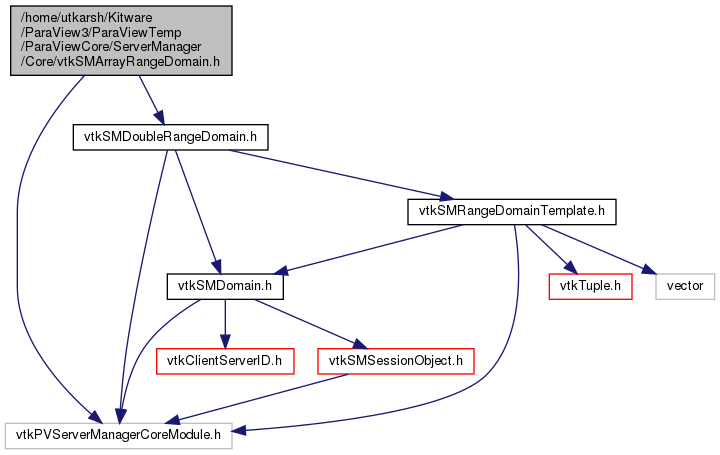 /home/utkarsh/Kitware
/ParaView3/ParaViewTemp
/ParaViewCore/ServerManager
/Core/vtkSMArrayRangeDomain.h
vtkSMDoubleRangeDomain.h
vtkSMRangeDomainTemplate.h
vtkSMDomain.h
vtkTuple.h
vector
vtkClientServerID.h
vtkSMSessionObject.h
vtkPVServerManagerCoreModule.h